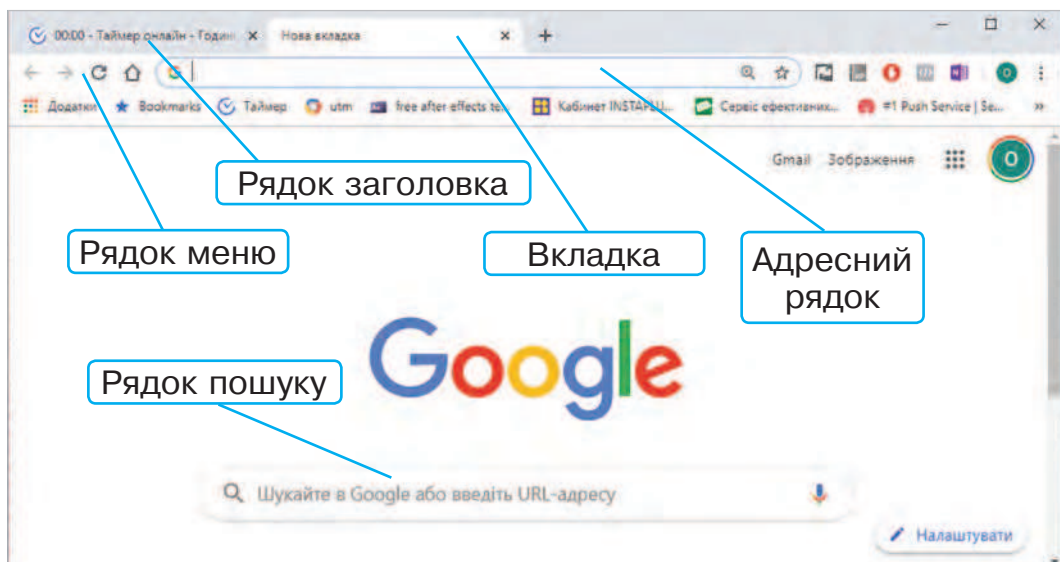 00:00 - Таймер онлайн - Годин
Нова вкладка
Додатки Bookmarks Таймер utm free after effects te... Кабинет INSTAPLU... Сервіс ефективних... #1 Push Service | Se...
Gmail Зображення O
Рядок заголовка
Рядок меню
Вкладка
Адресний
рядок
Google
Рядок пошуку
Шукайте в Google або введіть URL-адресу
Налаштувати